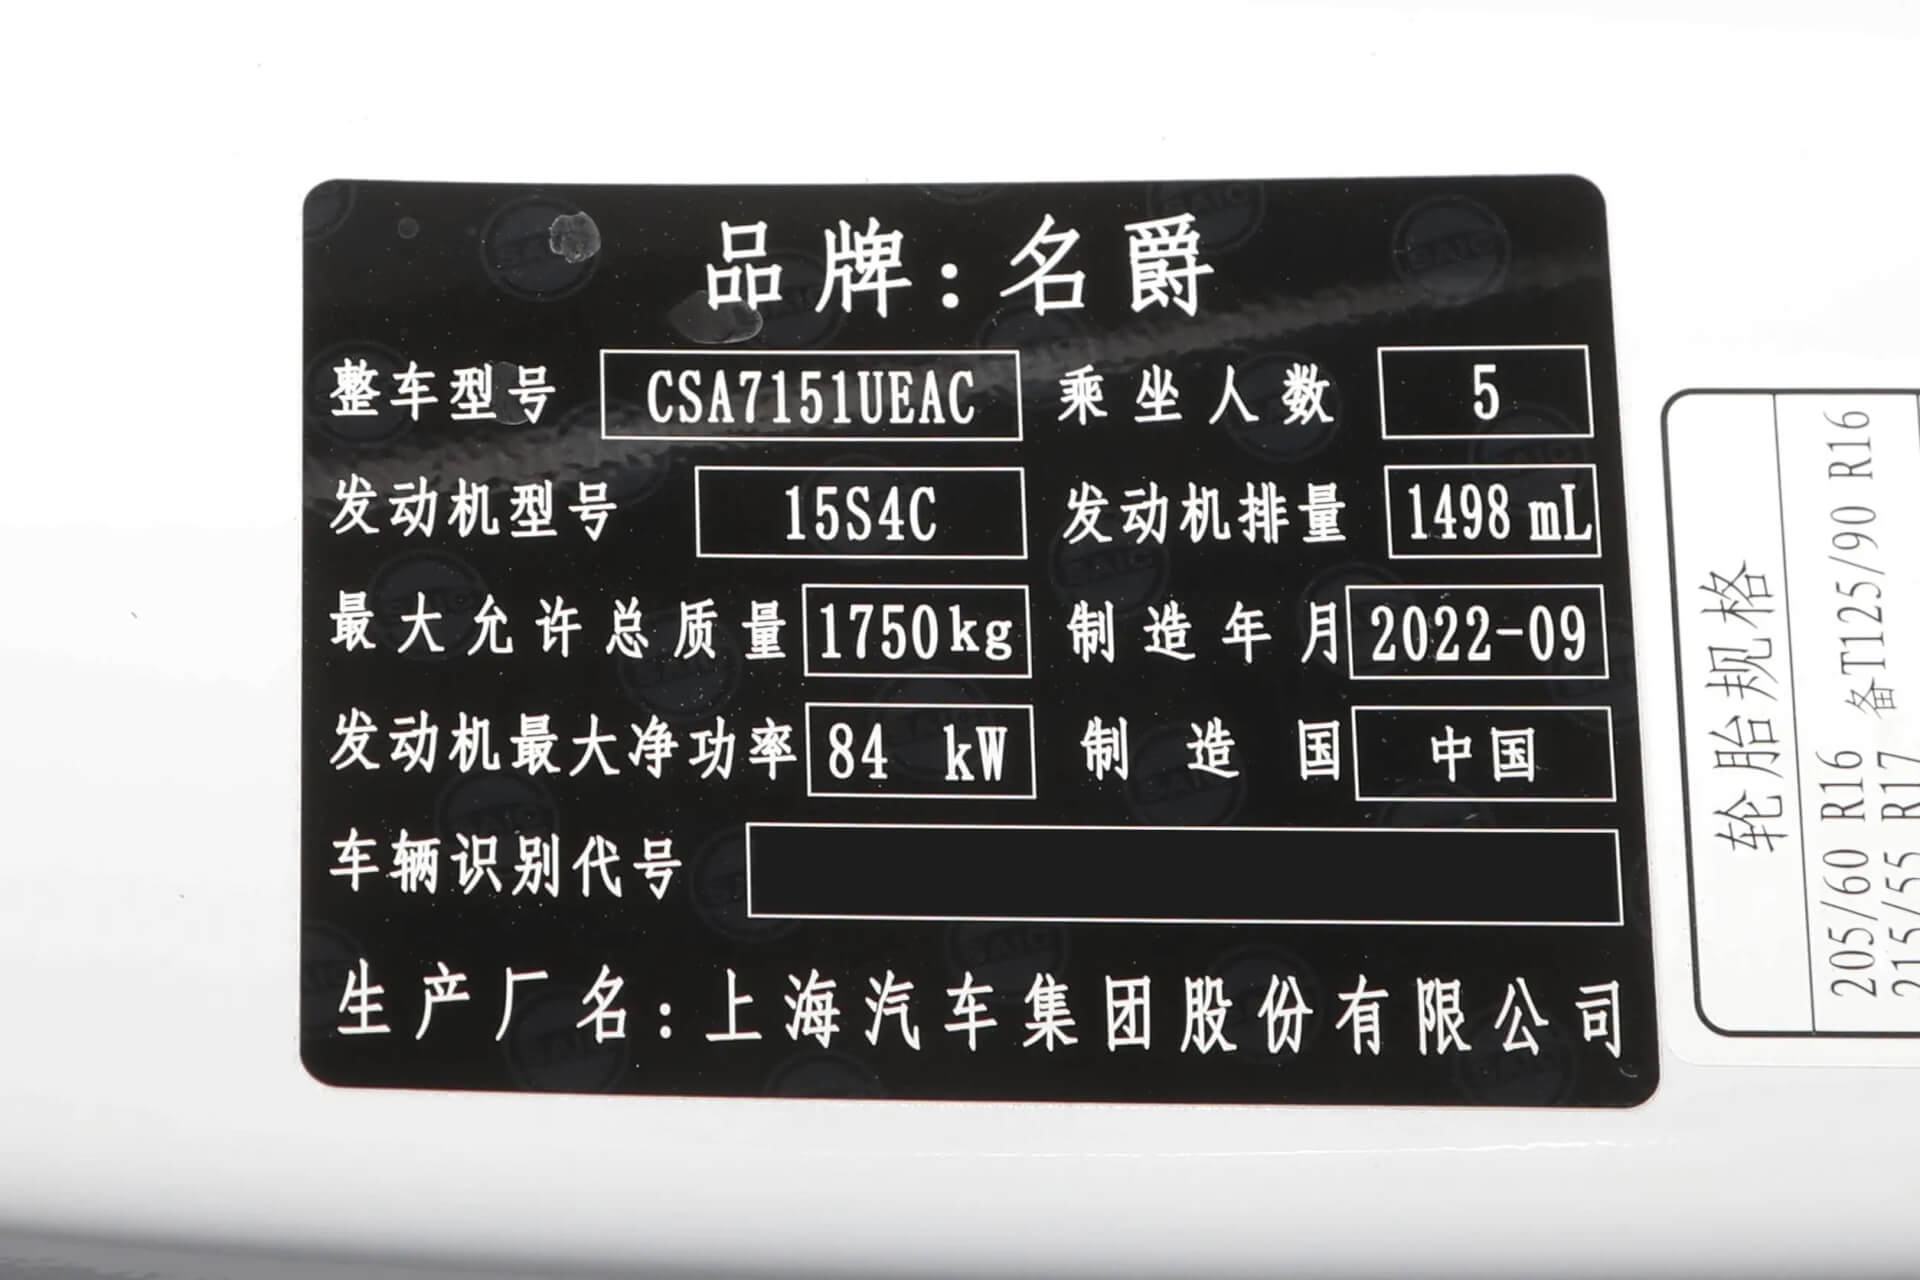 品牌：名爵
整车型号 CSA7151UEAC 乘坐人数 5
发动机型号 15S4C 发动机排量 1498 mL
最大允许总质量 1750kg 制造年月 2022-09
发动机最大净功率 84 kW 制造国 中国
车辆识别代号
生产厂名：上海汽车集团股份有限公司
轮胎规格
205/60 R16 备T125/90 R16
215/55 R17